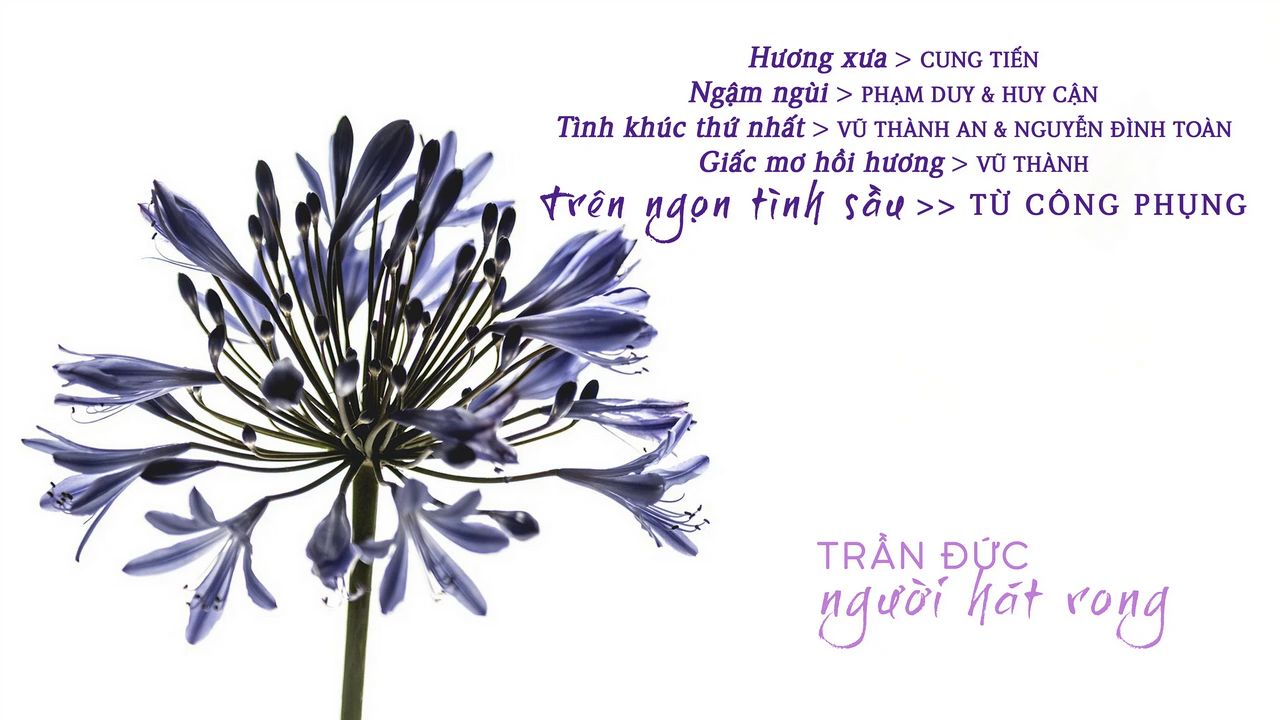 Hương xưa > CUNG TIẾN
Ngậm ngùi > PHẠM DUY & HUY CẬN
Tình khúc thứ nhất > VŨ THÀNH AN & NGUYỄN ĐÌNH TOÀN
Giấc mơ hồi hương > VŨ THÀNH
trên ngọn tình sầu >> TỪ CÔNG PHỤNG
TRẦN ĐỨC
người hát rong